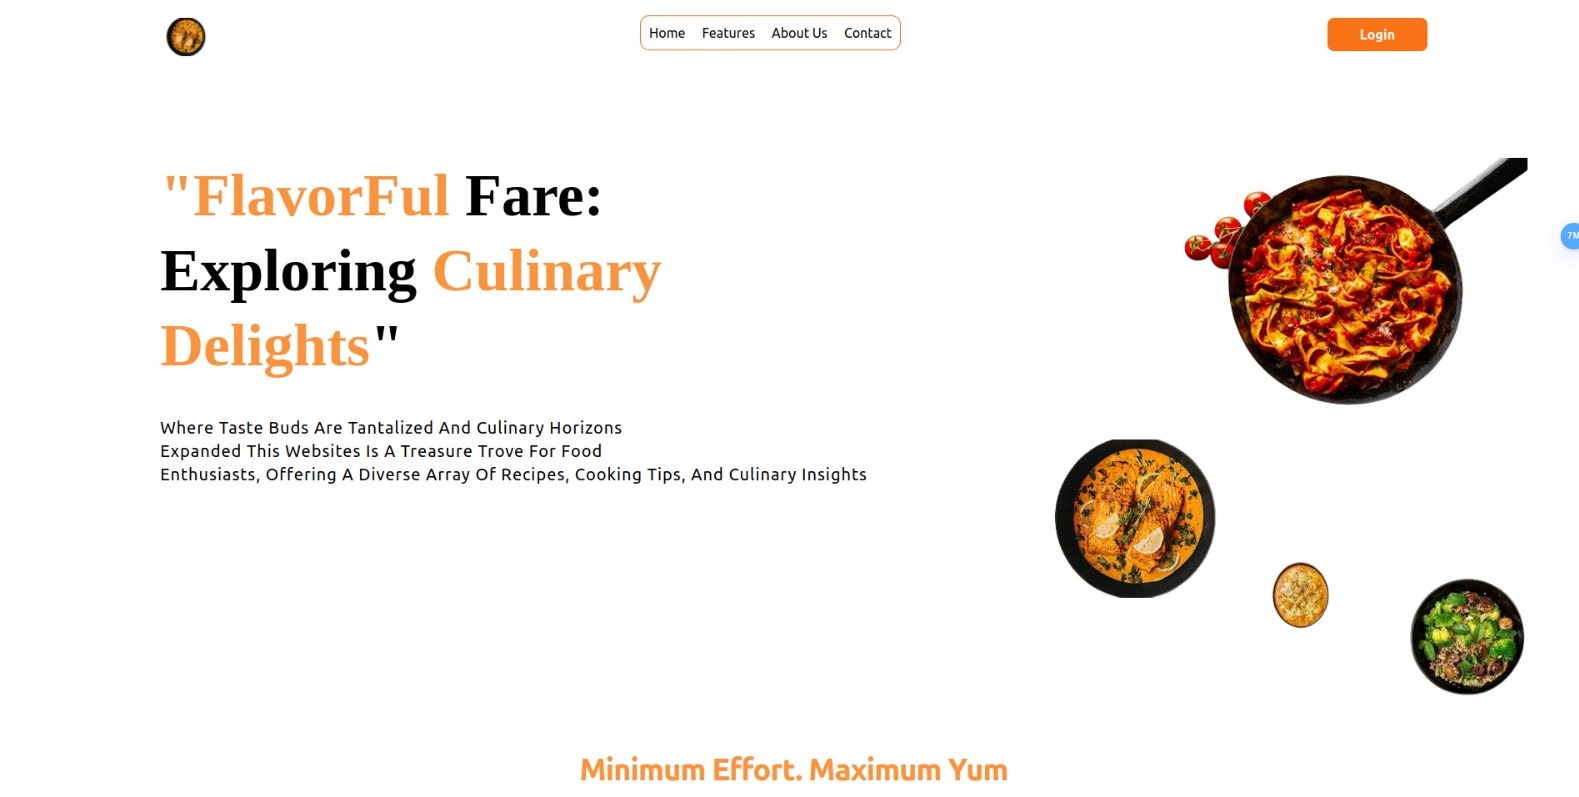 Home Features About Us Contact
Login
"FlavorFul Fare:
Exploring Culinary
Delights"
Where Taste Buds Are Tantalized And Culinary Horizons
Expanded This Websites Is A Treasure Trove For Food
Enthusiasts, Offering A Diverse Array Of Recipes, Cooking Tips, And Culinary Insights
Minimum Effort. Maximum Yum